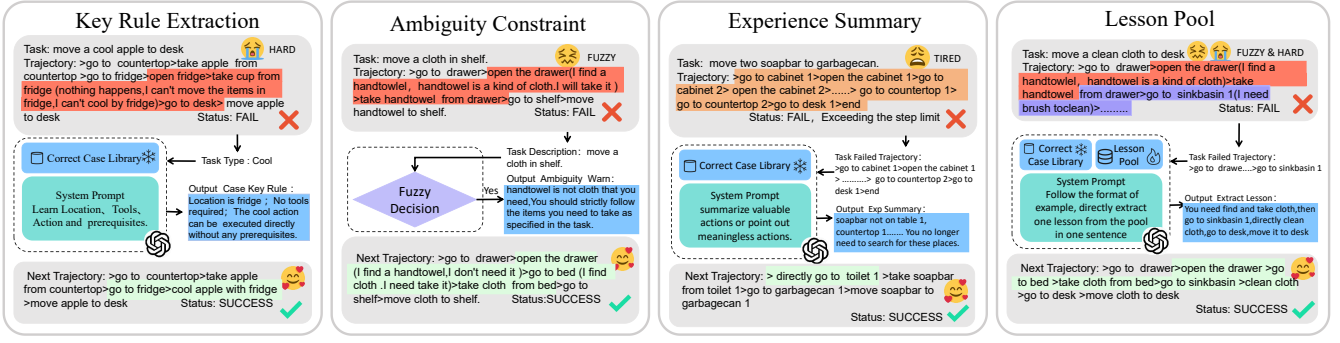 Key Rule Extraction
Task: move a cool apple to desk
HARD
Trajectory: >go to countertop>take apple from
countertop >go to fridge>open fridge>take cup from
fridge (nothing happens,I can't move the items in
fridge,I can't cool by fridge)>go to desk> move apple
to desk
Status: FAIL
Correct Case Library
Task Type : Cool
System Prompt
Learn Location、Tools、
Action and prerequisites.
Output Case Key Rule :
Location is fridge ; No tools
required; The cool action
can be executed directly
without any prerequisites.
Next Trajectory: >go to countertop>take apple
from countertop>go to fridge>cool apple with fridge
>move apple to desk
Status: SUCCESS
Ambiguity Constraint
Task: move a cloth in shelf.
FUZZY
Trajectory: >go to drawer>open the drawer(I find a
handtowlel, handtowel is a kind of cloth.I will take it )
>take handtowel from drawer>go to shelf>move
handtowel to shelf.
Status: FAIL
Task Description: move a
cloth in shelf.
Fuzzy
Decision
Yes
Output Ambiguity Warn:
handtowel is not cloth that you
need,You should strictly follow
the items you need to take as
specified in the task.
Next Trajectory: >go to drawer>open the drawer
(I find a handtowel,I don't need it )>go to bed (I find
cloth .I need take it)>take cloth from bed>go to
shelf>move cloth to shelf.
Status:SUCCESS
Experience Summary
Task: move two soapbar to garbagecan.
TIRED
Trajectory: >go to cabinet 1>open the cabinet 1>go to
cabinet 2> open the cabinet 2>......> go to countertop 1>
go to countertop 2>go to desk 1>end
Status: FAIL, Exceeding the step limit
Correct Case Library
Task Failed Trajectory:
>go to cabinet 1>open the cabinet 1
> ..........> go to countertop 2>go to
desk 1>end
System Prompt
summarize valuable
actions or point out
meaningless actions.
Output Exp Summary:
soapbar not on table 1,
countertop 1....... You no longer
need to search for these places.
Next Trajectory: > directly go to toilet 1 >take soapbar
from toilet 1>go to garbagecan 1>move soapbar to
garbagecan 1
Status: SUCCESS
Lesson Pool
Task: move a clean cloth to desk
FUZZY & HARD
Trajectory: >go to drawer>open the drawer(I find a
handtowlel, handtowel is a kind of cloth)>take
handtowel from drawer>go to sinkbasin 1(I need
brush toclean)>.........
Status: FAIL
Correct
Case Library
Lesson
Pool
Task Failed Trajectory:
>go to drawe....>go to sinkbasin 1
System Prompt
Follow the format of
example, directly extract
one lesson from the pool
in one sentence
Output Extract Lesson:
You need find and take cloth,then
go to sinkbasin 1,directly clean
cloth,go to desk,move it to desk
Next Trajectory: >go to drawer>open the drawer >go
to bed >take cloth from bed>go to sinkbasin >clean cloth
>go to desk >move cloth to desk
Status: SUCCESS